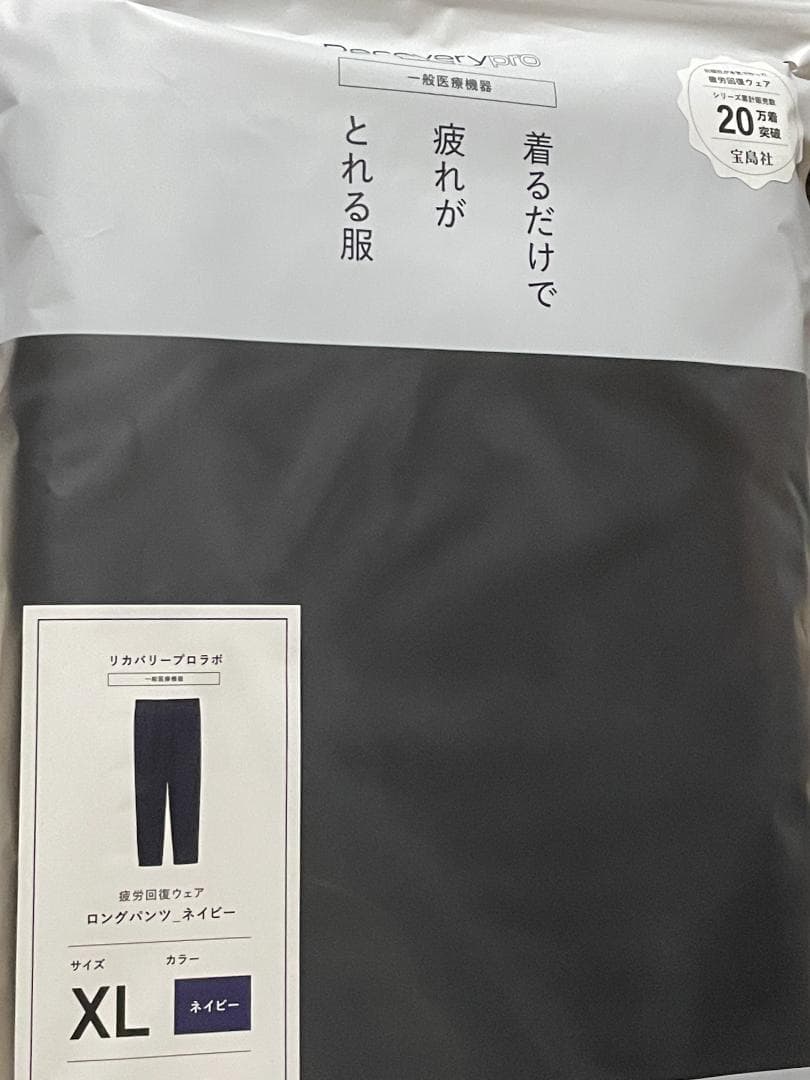 Recoverypro
一般医療機器
着るだけで
疲れが
とれる服
疲労回復ウェア
シリーズ累計販売数
20万着
突破
宝島社
リカバリープロラボ
一般医療機器
疲労回復ウェア
ロングパンツ_ネイビー
サイズ
カラー
XL
ネイビー